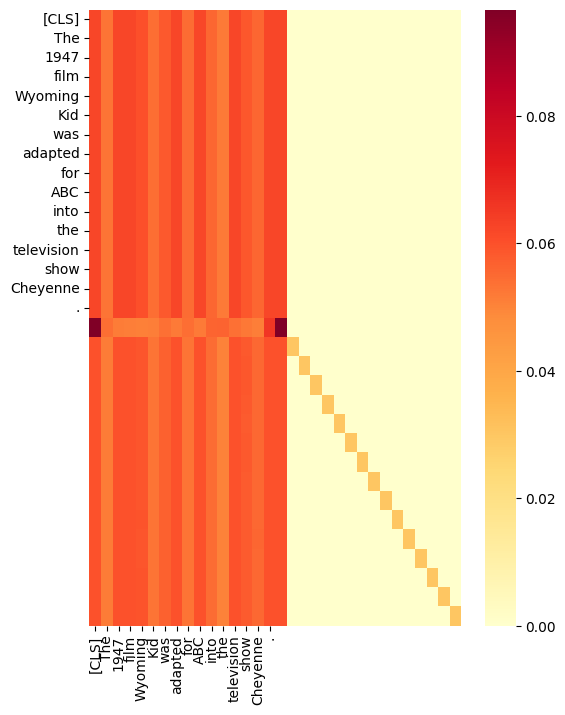 [CLS]
The
1947
film
Wyoming
Kid
was
adapted
for
ABC
into
the
television
show
Cheyenne
.
[CLS]
The
1947
film
Wyoming
Kid
was
adapted
for
ABC
into
the
television
show
Cheyenne
.
0.08
0.06
0.04
0.02
0.00